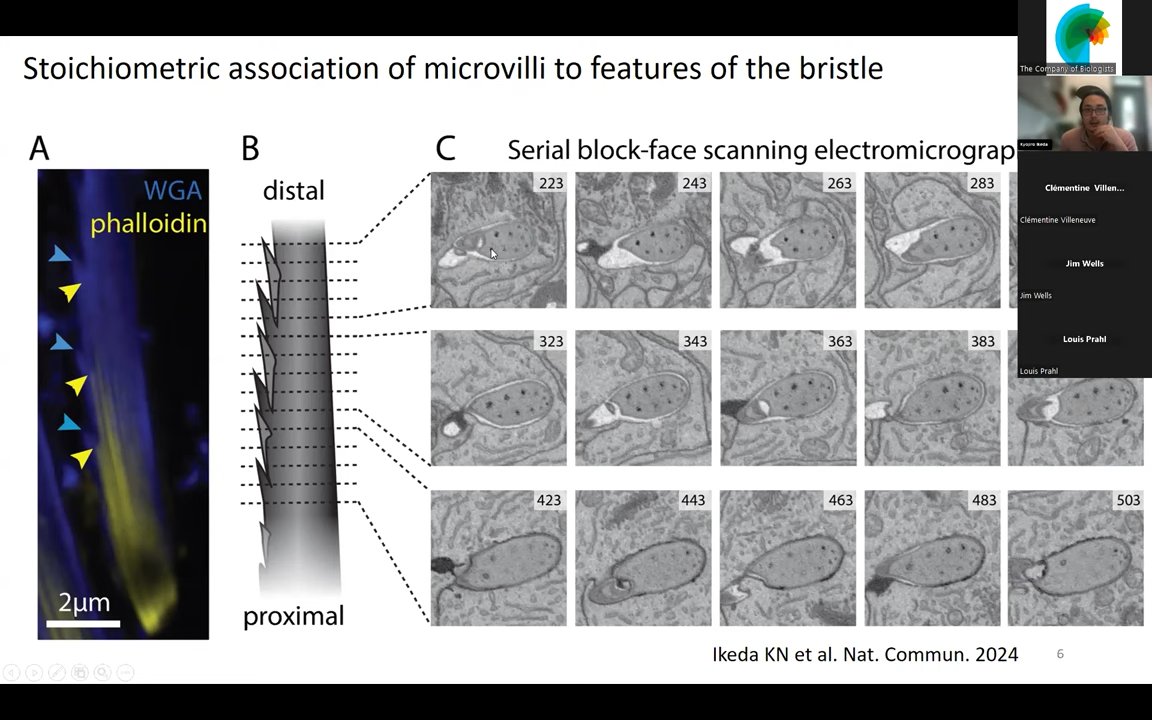 Stoichiometric association of microvilli to features of the bristle
The Company of Biologists
Clémentine Villen...
Clémentine Villeneuve
Jim Wells
Jim Wells
Louis Prahl
Louis Prahl
A
WGA
phalloidin
2µm
B
distal
proximal
C
Serial block-face scanning electromicrograp
223
243
263
283
323
343
363
383
423
443
463
483
503
Ikeda KN et al. Nat. Commun. 2024
6